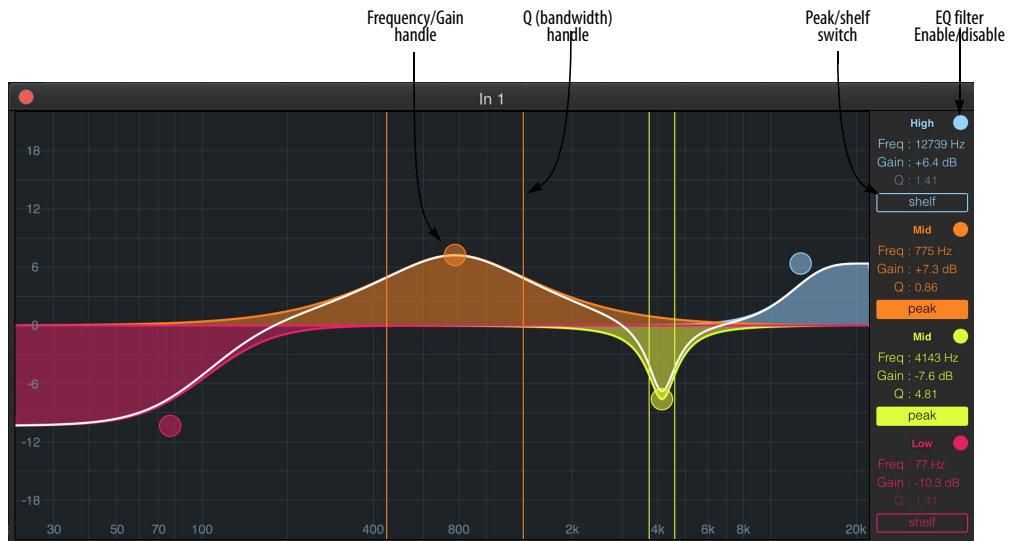 Frequency/Gain
handle
Q (bandwidth)
handle
Peak/shelf
switch
EQ filter
Enable/disable
In 1
18
12
6
0
-6
-12
-18
30 50 70 100 400 800 2k 4k 6k 8k 20k
High
Freq : 12739 Hz
Gain : +6.4 dB
Q : 1.41
shelf
Mid
Freq : 775 Hz
Gain : +7.3 dB
Q : 0.86
peak
Mid
Freq : 4143 Hz
Gain : -7.6 dB
Q : 4.81
peak
Low
Freq : 77 Hz
Gain : -10.3 dB
Q : 1.41
shelf